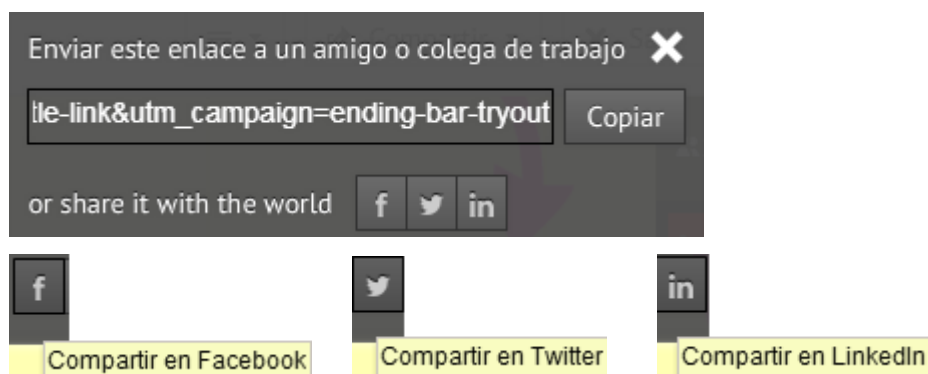 Enviar este enlace a un amigo o colega de trabajo
tle-link&utm_campaign=ending-bar-tryout
Copiar
or share it with the world
f
in
f
in
Compartir en Facebook
Compartir en Twitter
Compartir en LinkedIn